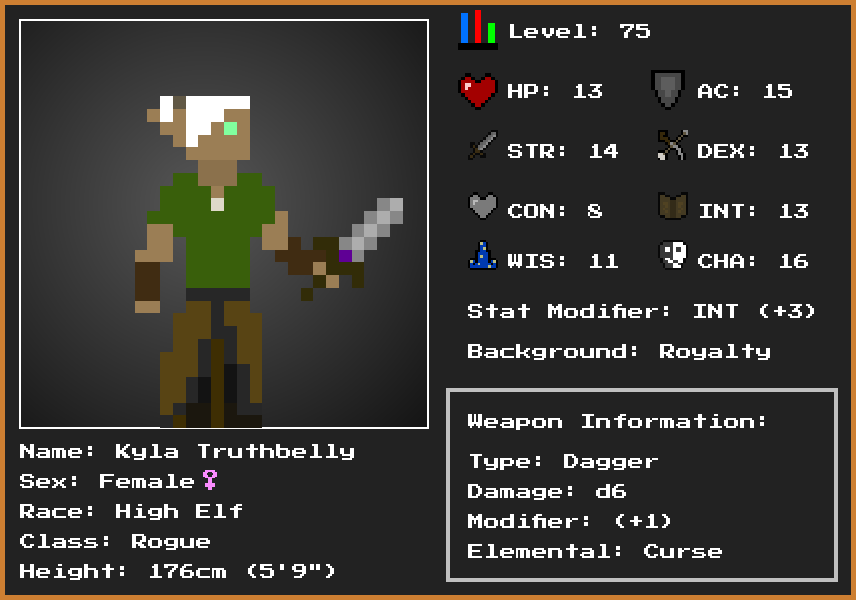 Level: 75
HP: 13
AC: 15
STR: 14
DEX: 13
CON: 8
INT: 13
WIS: 11
CHA: 16
Stat Modifier: INT (+3)
Background: Royalty
Weapon Information:
Type: Dagger
Damage: d6
Modifier: (+1)
Elemental: Curse
Name: Kyla Truthbelly
Sex: Female♀
Race: High Elf
Class: Rogue
Height: 176cm (5'9")